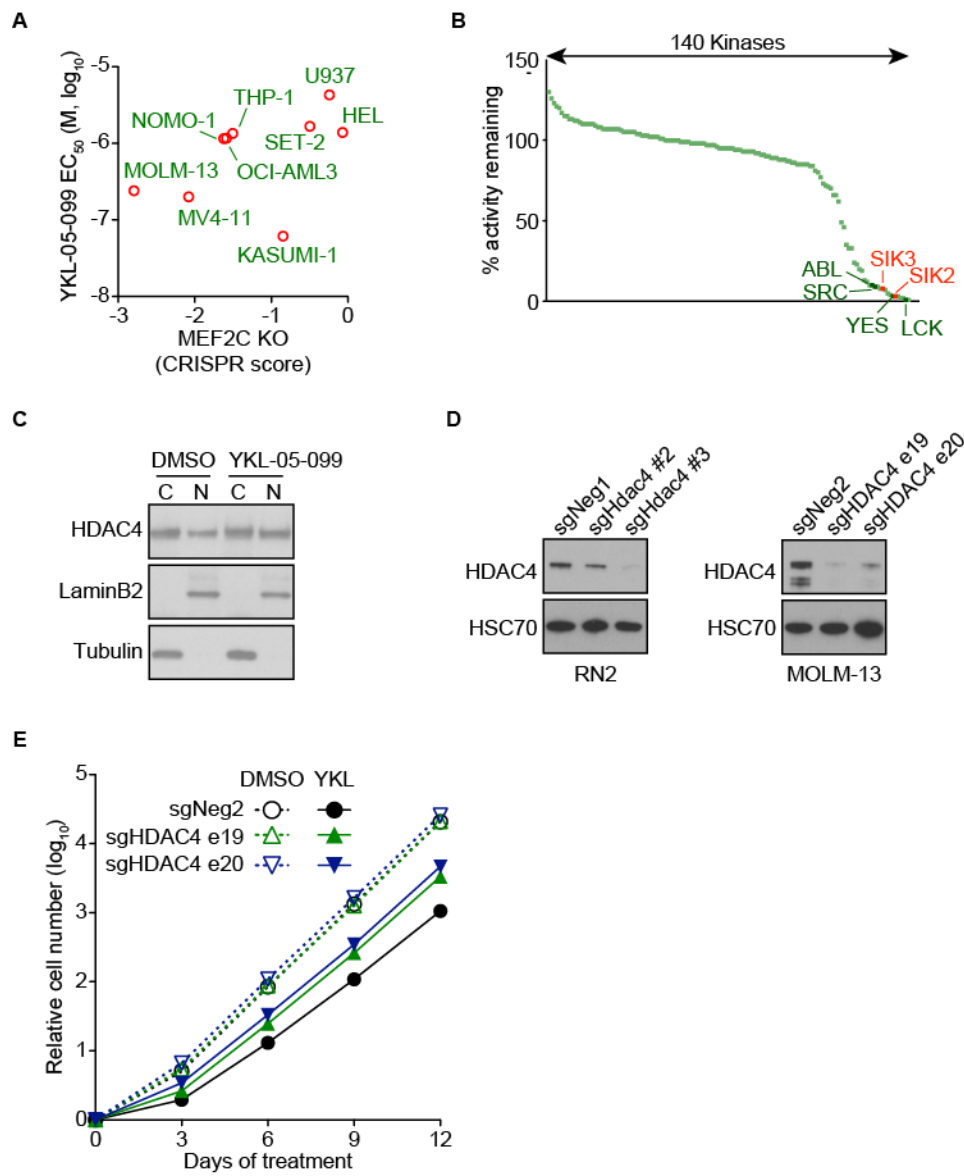 A
YKL-05-099 EC50 (M, log10)
-5
-6
-7
-8
U937
THP-1
HEL
NOMO-1
SET-2
OCI-AML3
MOLM-13
MV4-11
KASUMI-1
-3 -2 -1 0
MEF2C KO
(CRISPR score)
B
140 Kinases
% activity remaining
150
100
50
0
SIK3
ABL
SIK2
SRC
YES
LCK
C
DMSO YKL-05-099
C N C N
HDAC4
LaminB2
Tubulin
D
sgNeg1
sgHdac4 #2
sgHdac4 #3
HDAC4
HSC70
RN2
sgNeg2
sgHDAC4 e19
sgHDAC4 e20
HDAC4
HSC70
MOLM-13
E
Relative cell number (log10)
5
4
3
2
1
0
DMSO YKL
sgNeg2
sgHDAC4 e19
sgHDAC4 e20
0 3 6 9 12
Days of treatment